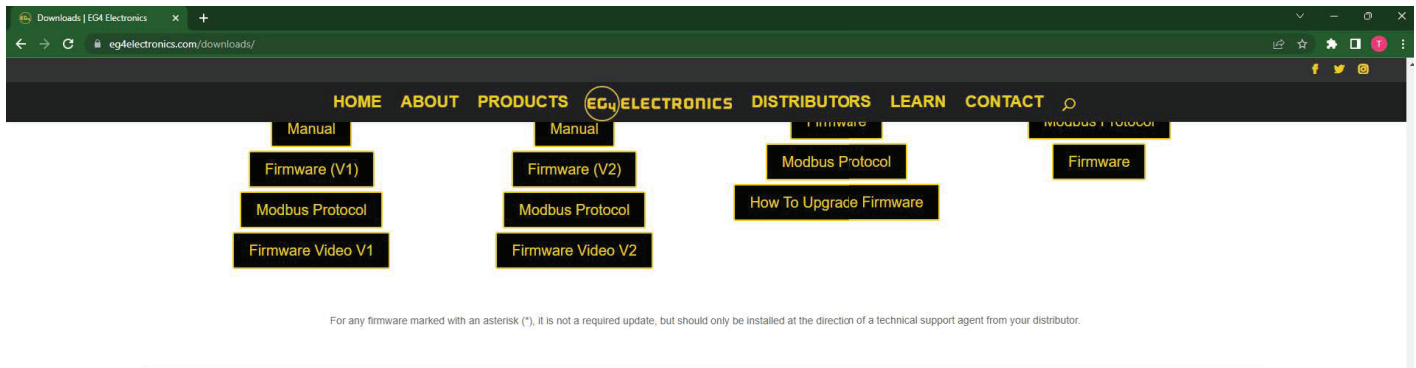 Downloads | EG4 Electronics
eg4electronics.com/downloads/
T
HOME ABOUT PRODUCTS EG4 ELECTRONICS DISTRIBUTORS LEARN CONTACT
Manual Manual Firmware Modbus Protocol
Firmware (V1) Firmware (V2) Modbus Protocol Firmware
Modbus Protocol Modbus Protocol How To Upgrade Firmware
Firmware Video V1 Firmware Video V2
For any firmware marked with an asterisk (*), it is not a required update, but should only be installed at the direction of a technical support agent from your distributor.